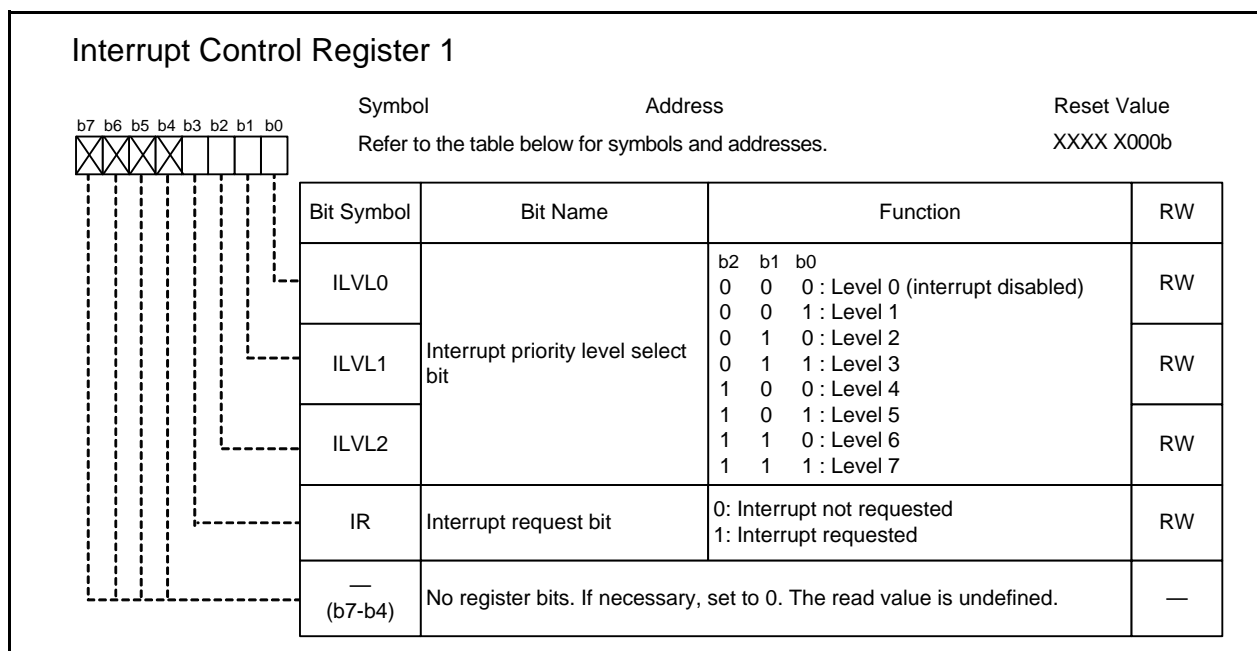 Interrupt Control Register 1
Symbol Address Reset Value
b7 b6 b5 b4 b3 b2 b1 b0
Refer to the table below for symbols and addresses. XXXX X000b
Bit Symbol Bit Name Function RW
ILVL0
ILVL1
ILVL2
Interrupt priority level select
bit
b2 b1 b0
0 0 0 : Level 0 (interrupt disabled)
0 0 1 : Level 1
0 1 0 : Level 2
0 1 1 : Level 3
1 0 0 : Level 4
1 0 1 : Level 5
1 1 0 : Level 6
1 1 1 : Level 7
RW
RW
RW
IR Interrupt request bit
0: Interrupt not requested
1: Interrupt requested
RW
—
(b7-b4)
No register bits. If necessary, set to 0. The read value is undefined.
—